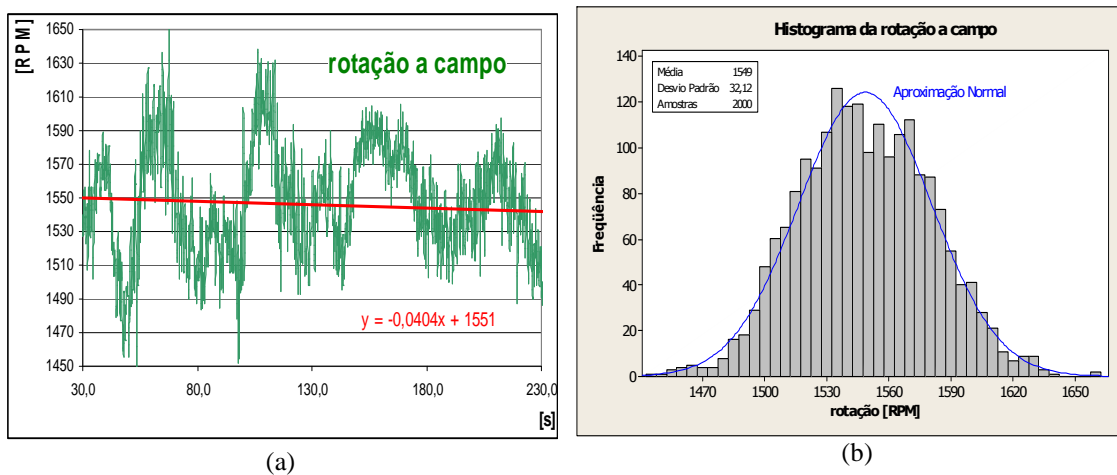 [R P M]
1650
1630
1610
1590
1570
1550
1530
1510
1490
1470
1450
rotação a campo
y = -0,0404x + 1551
30,0 80,0 130,0 180,0 230,0
[s]
(a)
Histograma da rotação a campo
Média 1549
Desvio Padrão 32,12
Amostras 2000
Aproximação Normal
Freqüência
140
120
100
80
60
40
20
0
1470 1500 1530 1560 1590 1620 1650
rotação [RPM]
(b)